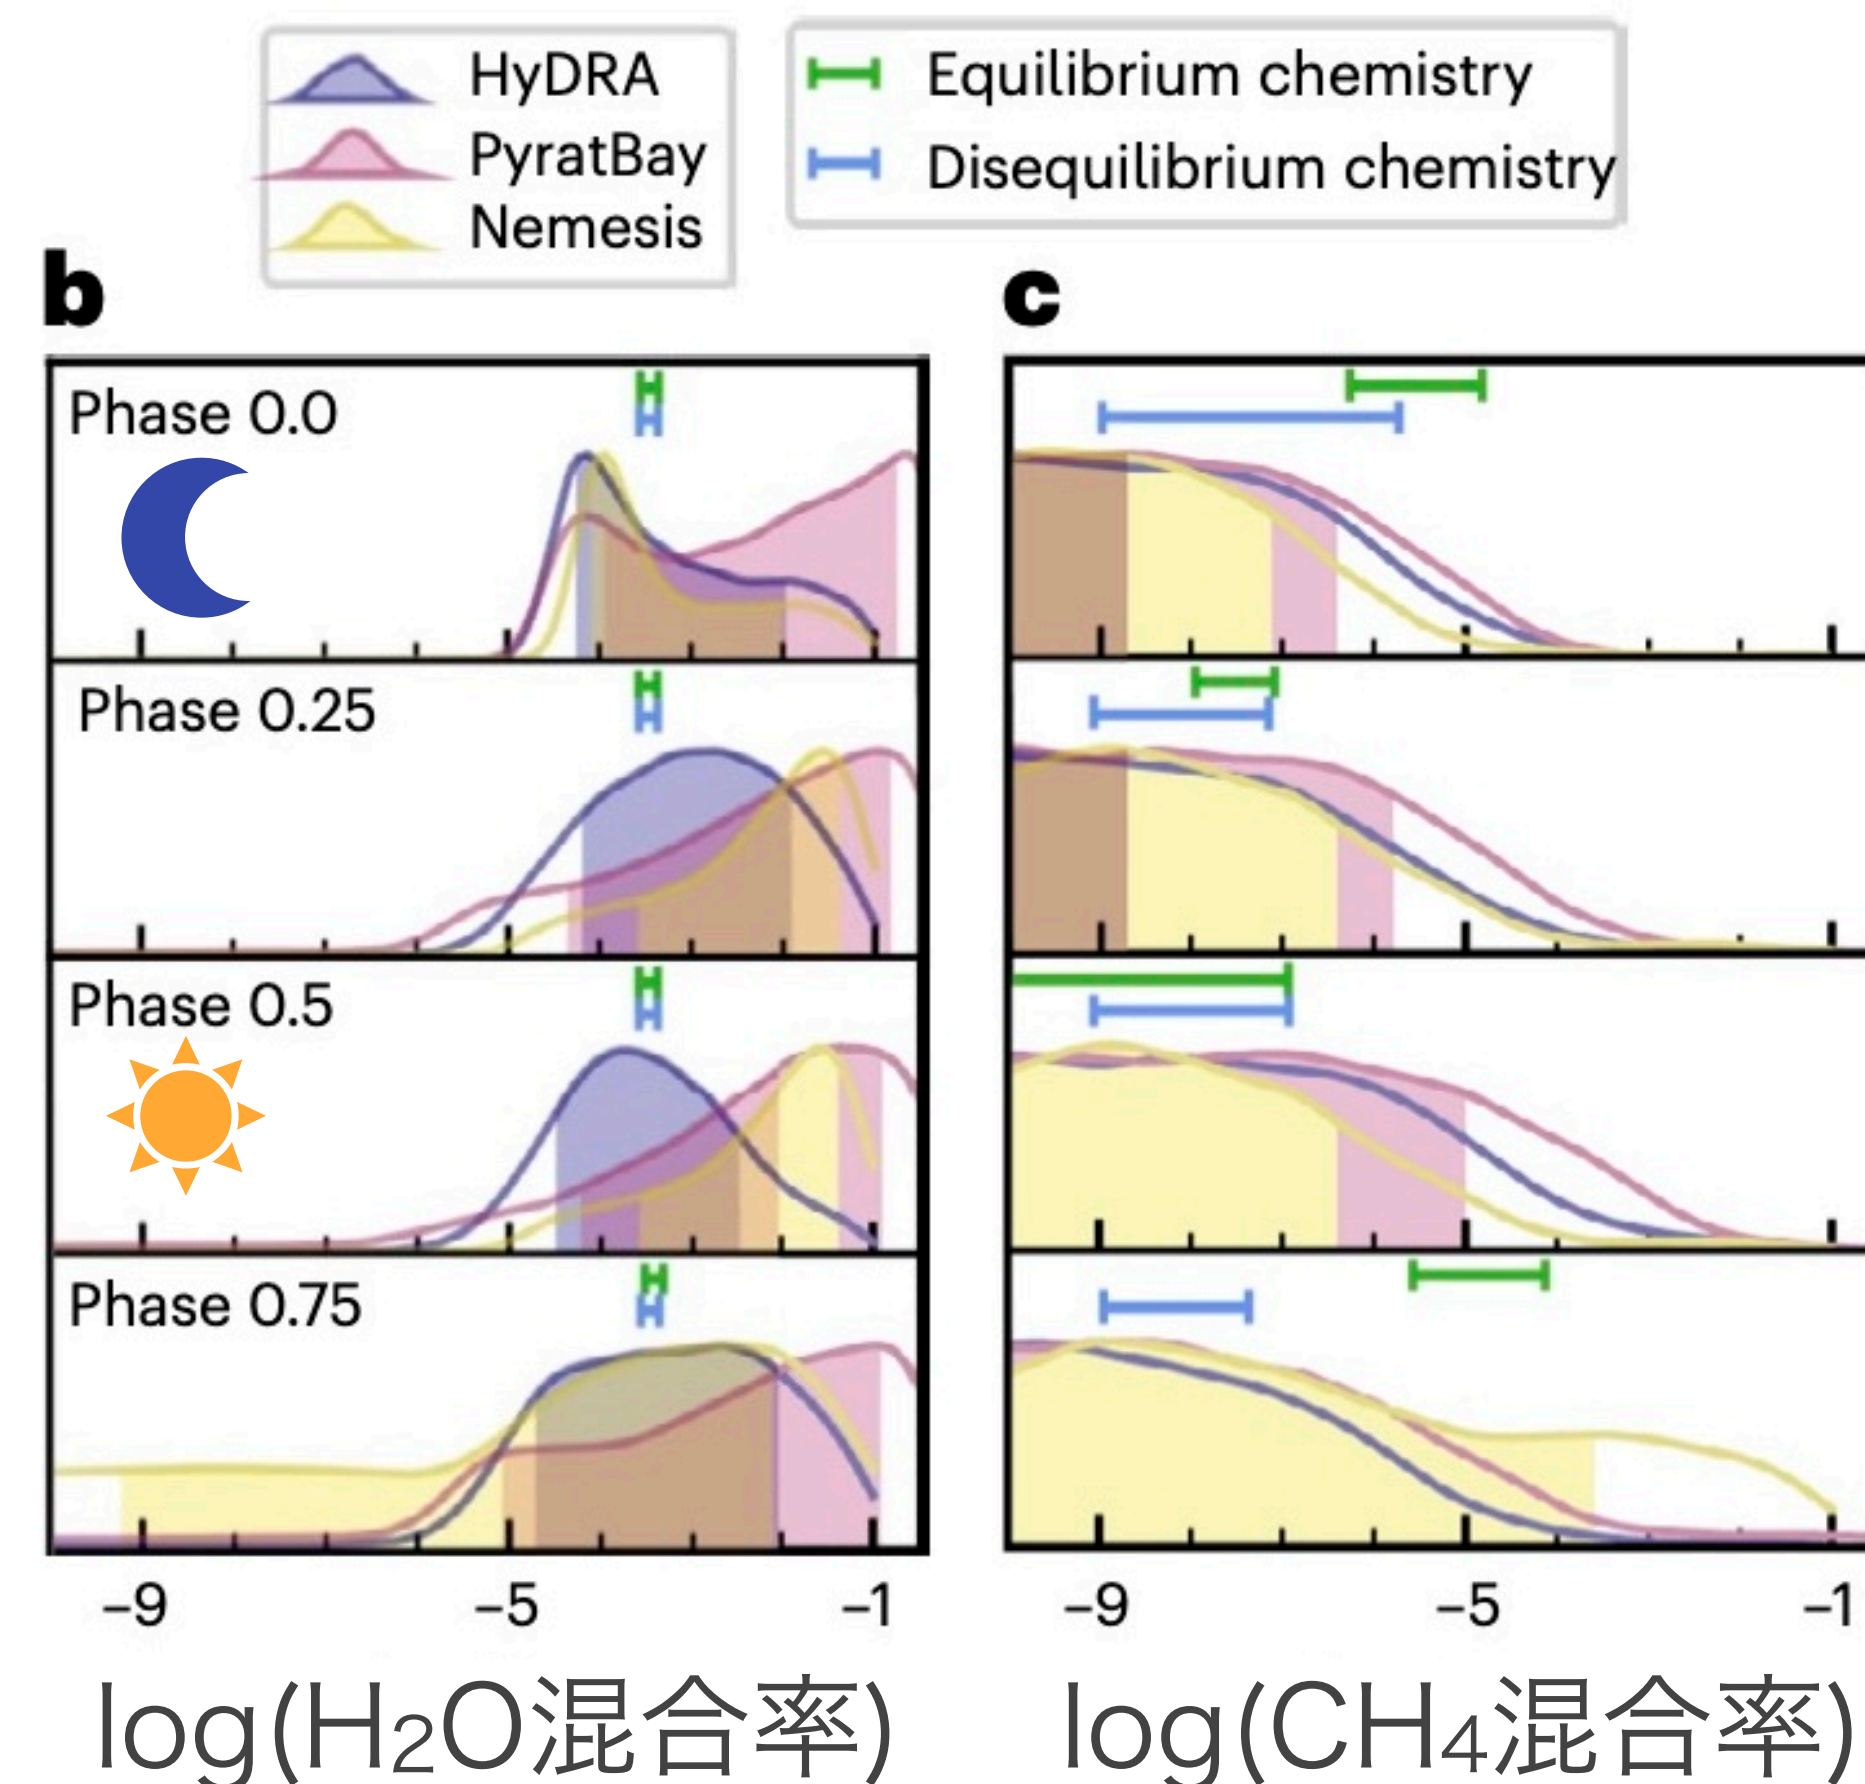 HyDRA
PyratBay
Nemesis
Equilibrium chemistry
Disequilibrium chemistry
b
c
Phase 0.0
Phase 0.25
Phase 0.5
Phase 0.75
−9 −5 −1
−9 −5 −1
log(H₂O混合率)
log(CH₄混合率)